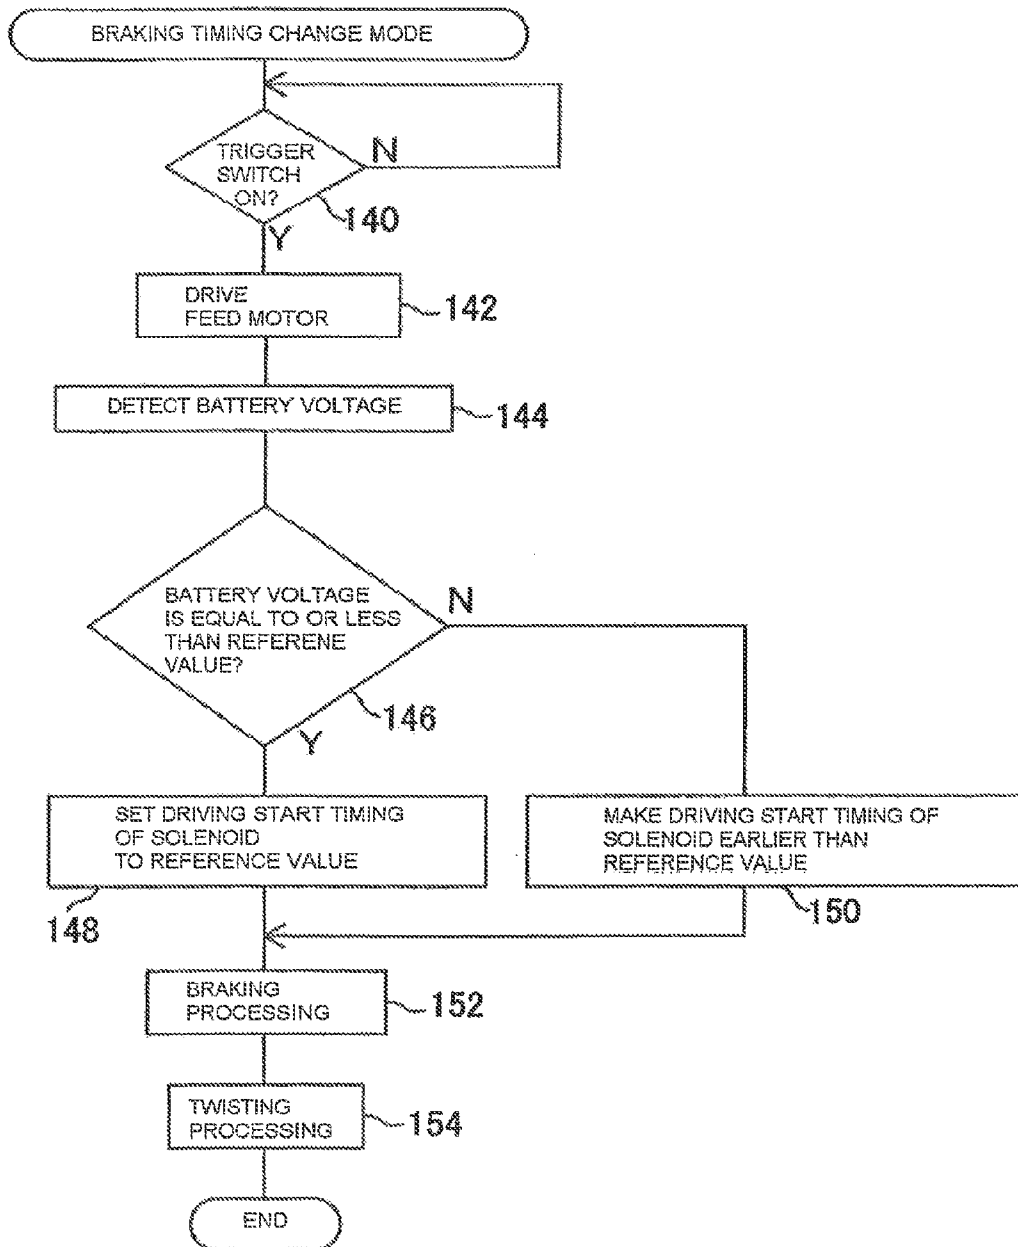 BRAKING TIMING CHANGE MODE
TRIGGER
SWITCH
ON?
N
140
Y
DRIVE
FEED MOTOR
142
DETECT BATTERY VOLTAGE
144
BATTERY VOLTAGE
IS EQUAL TO OR LESS
THAN REFERENE
VALUE?
N
146
Y
SET DRIVING START TIMING
OF SOLENOID
TO REFERENCE VALUE
148
MAKE DRIVING START TIMING OF
SOLENOID EARLIER THAN
REFERENCE VALUE
150
BRAKING
PROCESSING
152
TWISTING
PROCESSING
154
END